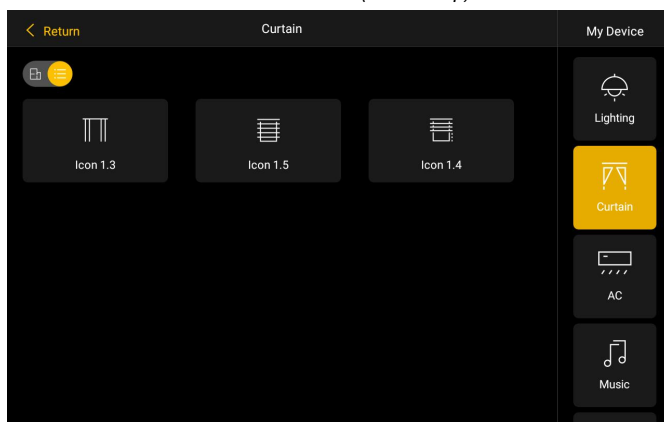 Return
Curtain
My Device
Icon 1.3
Icon 1.5
Icon 1.4
Lighting
Curtain
AC
Music